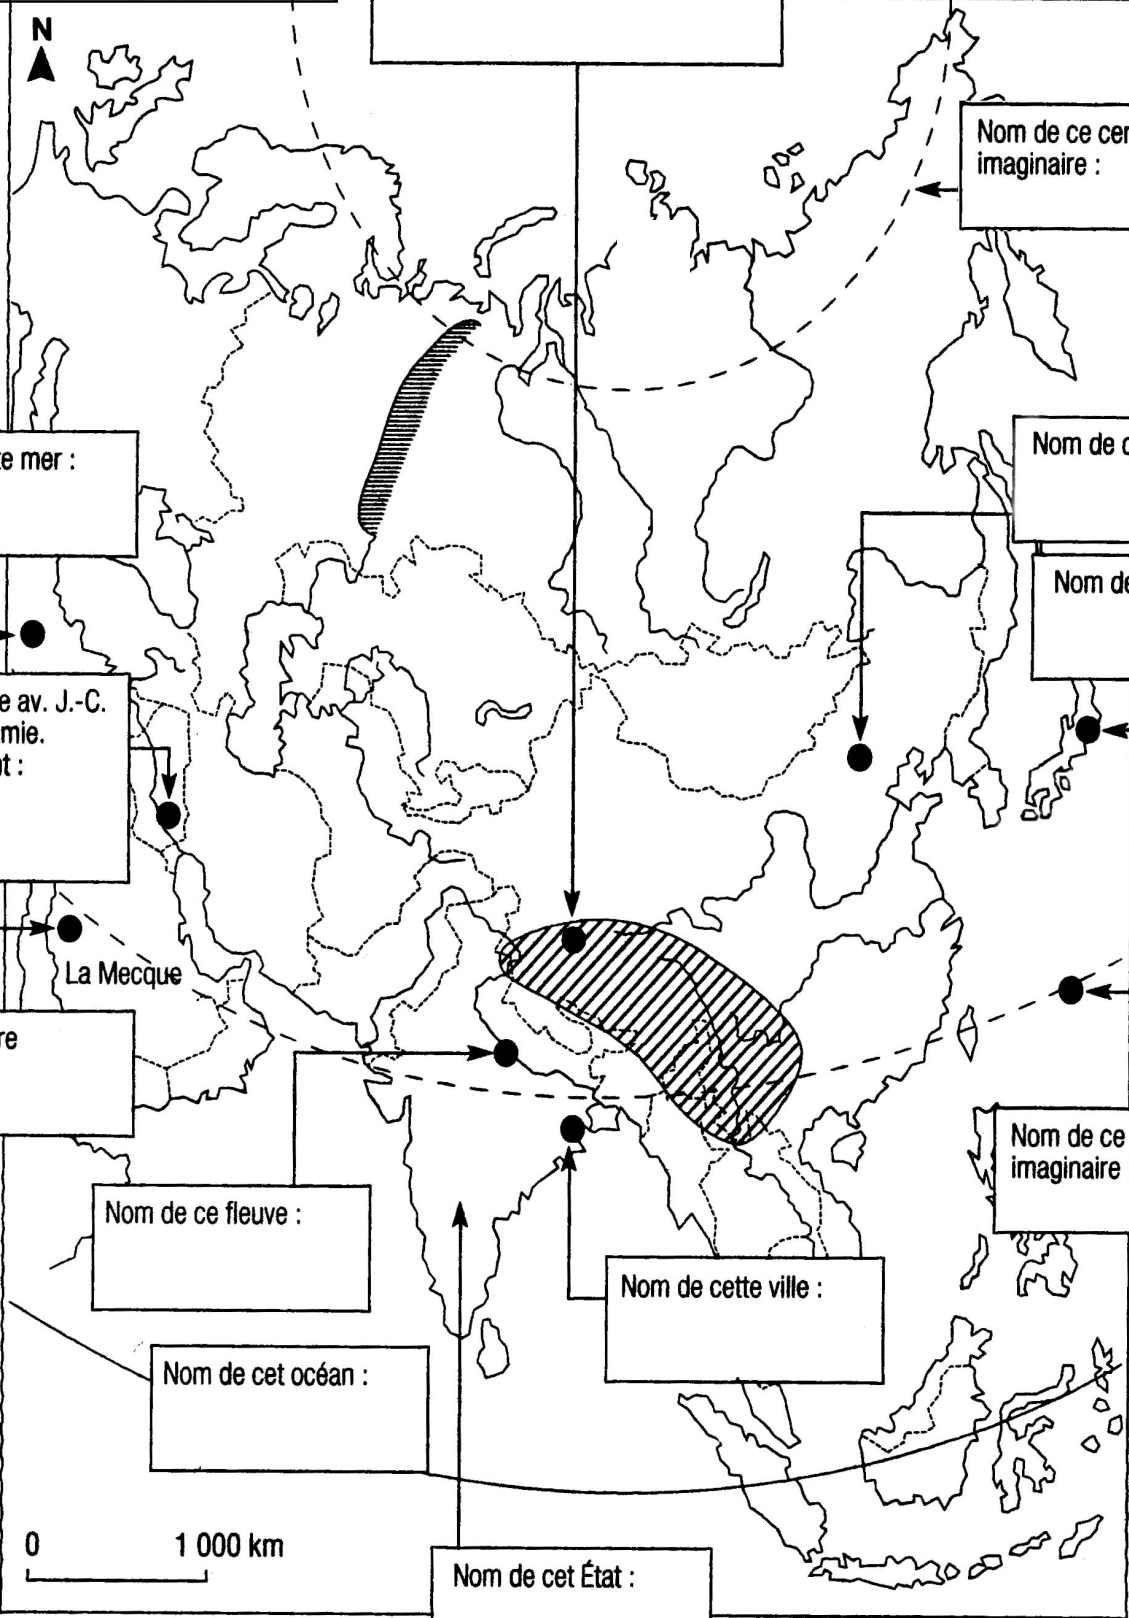 N
Nom de ce cer
imaginaire :
te mer :
Nom de c
Nom de
e av. J.-C.
mie.
nt :
La Mecque
re
Nom de ce fleuve :
Nom de ce
imaginaire
Nom de cette ville :
Nom de cet océan :
0 1 000 km
Nom de cet État :